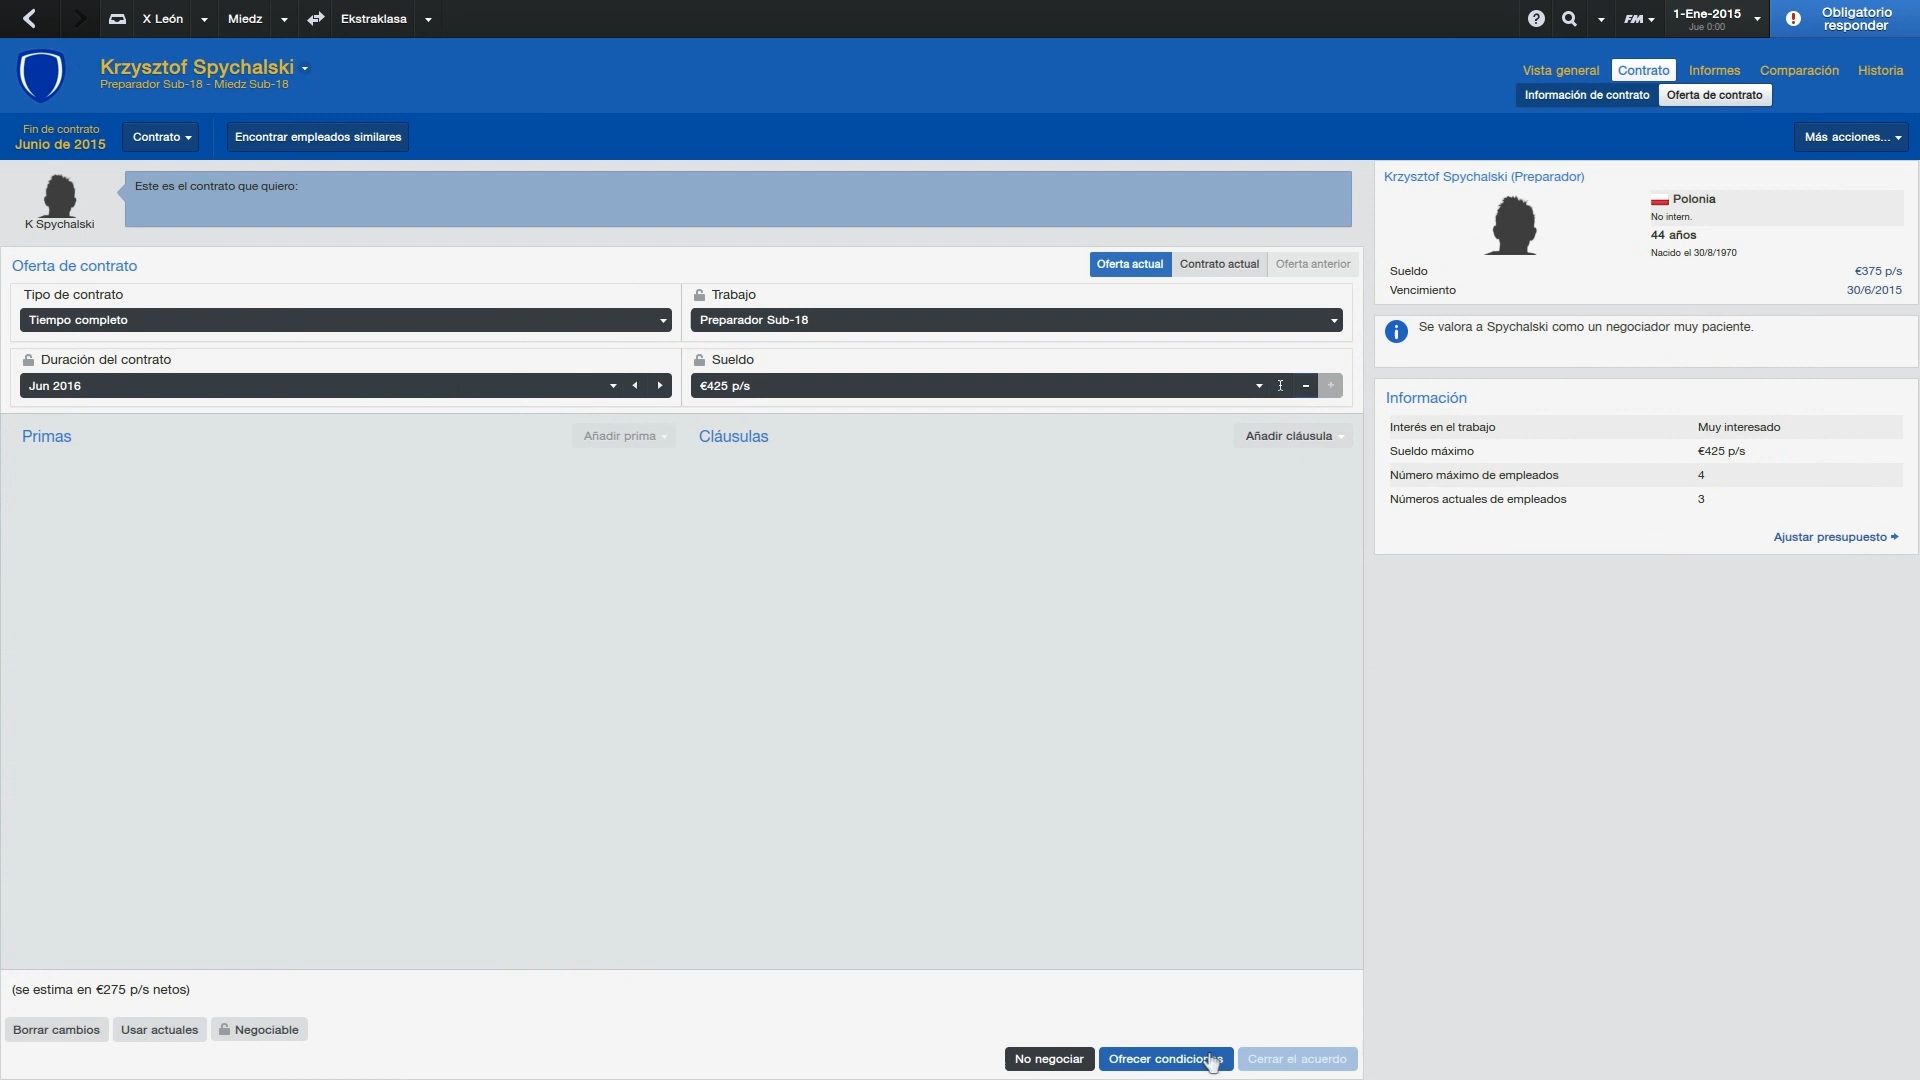 X León
Miedz
Ekstraklasa
FM
1-Ene-2015
Jue 0:00
Obligatorio
responder
Krzysztof Spychalski
Preparador Sub-18 - Miedz Sub-18
Vista general
Contrato
Informes
Comparación
Historia
Información de contrato
Oferta de contrato
Fin de contrato
Junio de 2015
Contrato
Encontrar empleados similares
Más acciones...
K Spychalski
Este es el contrato que quiero:
Oferta de contrato
Oferta actual
Contrato actual
Oferta anterior
Tipo de contrato
Tiempo completo
Trabajo
Preparador Sub-18
Duración del contrato
Jun 2016
Sueldo
€425 p/s
Primas
Añadir prima
Cláusulas
Añadir cláusula
(se estima en €275 p/s netos)
Borrar cambios
Usar actuales
Negociable
No negociar
Ofrecer condiciones
Cerrar el acuerdo
Krzysztof Spychalski (Preparador)
Polonia
No intern.
44 años
Nacido el 30/8/1970
Sueldo €375 p/s
Vencimiento 30/6/2015
Se valora a Spychalski como un negociador muy paciente.
Información
Interés en el trabajo Muy interesado
Sueldo máximo €425 p/s
Número máximo de empleados 4
Números actuales de empleados 3
Ajustar presupuesto